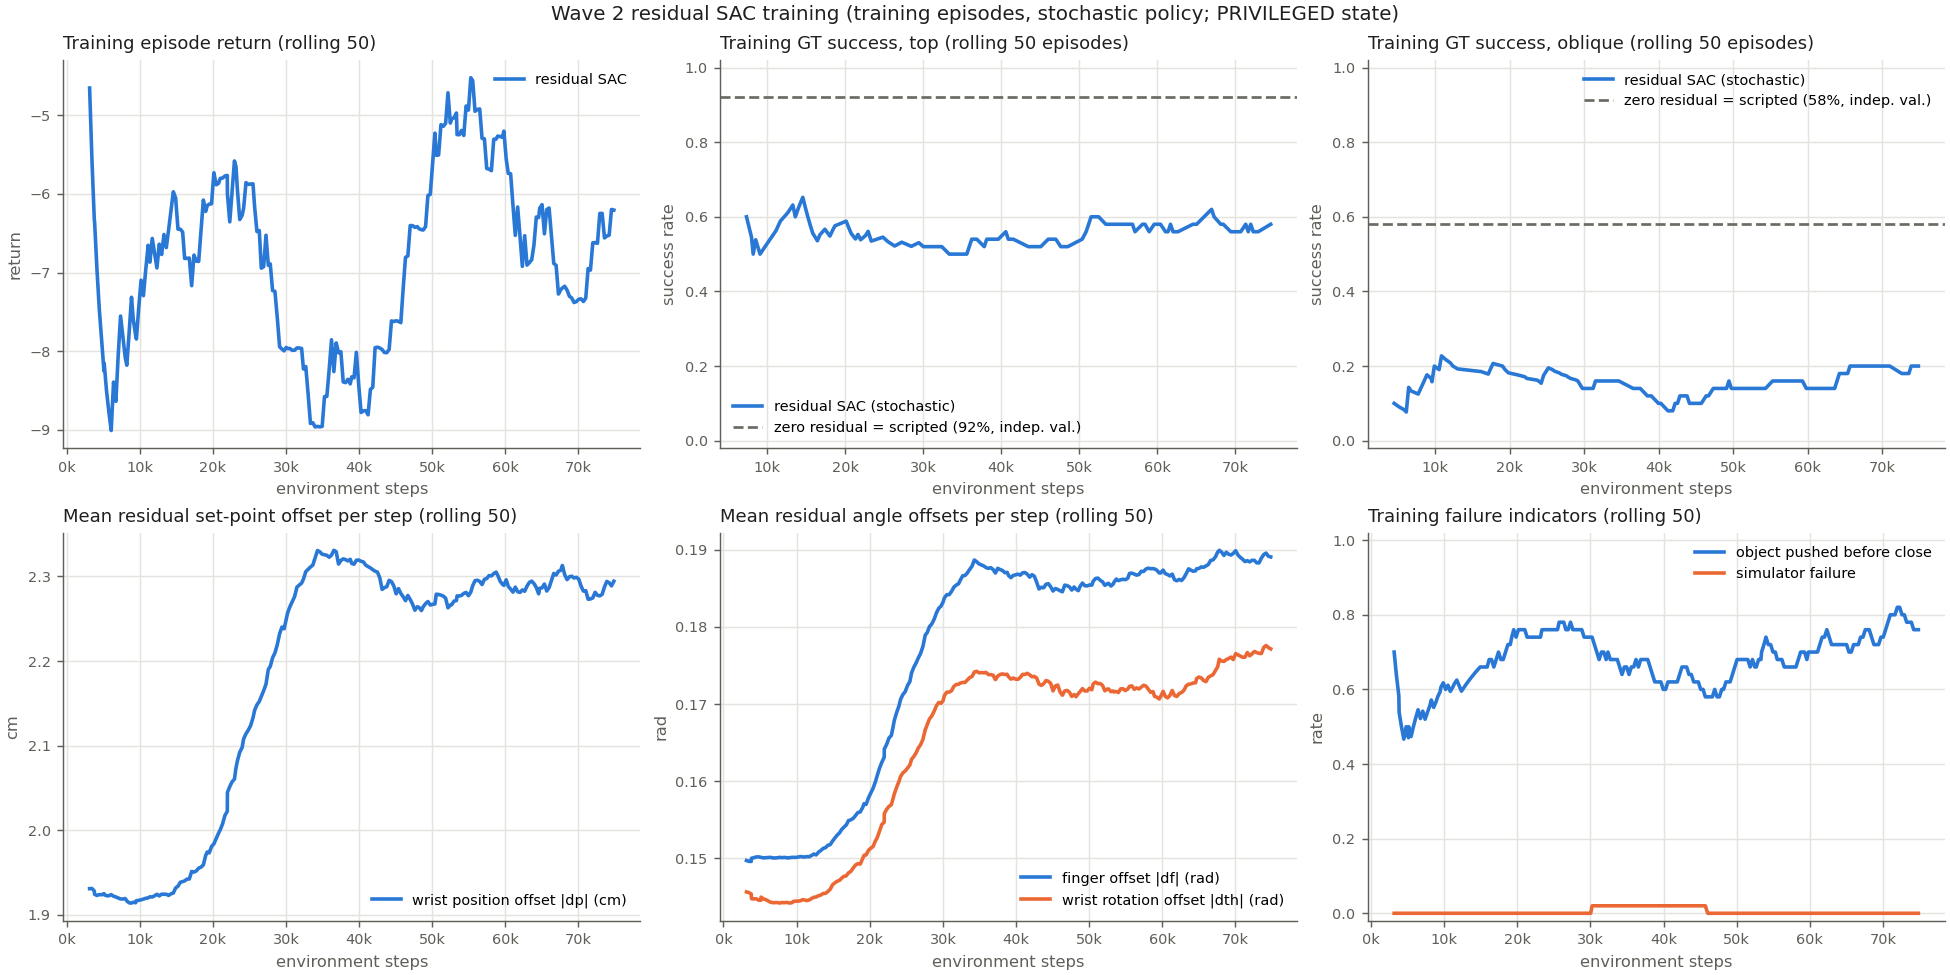 Wave 2 residual SAC training (training episodes, stochastic policy; PRIVILEGED state)
Training episode return (rolling 50)
residual SAC
−5
−6
−7
−8
−9
return
0k 10k 20k 30k 40k 50k 60k 70k
environment steps
Training GT success, top (rolling 50 episodes)
1.0
0.8
0.6
0.4
0.2
0.0
success rate
residual SAC (stochastic)
zero residual = scripted (92%, indep. val.)
10k 20k 30k 40k 50k 60k 70k
environment steps
Training GT success, oblique (rolling 50 episodes)
residual SAC (stochastic)
zero residual = scripted (58%, indep. val.)
1.0
0.8
0.6
0.4
0.2
0.0
success rate
10k 20k 30k 40k 50k 60k 70k
environment steps
Mean residual set-point offset per step (rolling 50)
2.3
2.2
2.1
2.0
1.9
cm
wrist position offset |dp| (cm)
0k 10k 20k 30k 40k 50k 60k 70k
environment steps
Mean residual angle offsets per step (rolling 50)
0.19
0.18
0.17
0.16
0.15
rad
finger offset |df| (rad)
wrist rotation offset |dth| (rad)
0k 10k 20k 30k 40k 50k 60k 70k
environment steps
Training failure indicators (rolling 50)
object pushed before close
simulator failure
1.0
0.8
0.6
0.4
0.2
0.0
rate
0k 10k 20k 30k 40k 50k 60k 70k
environment steps